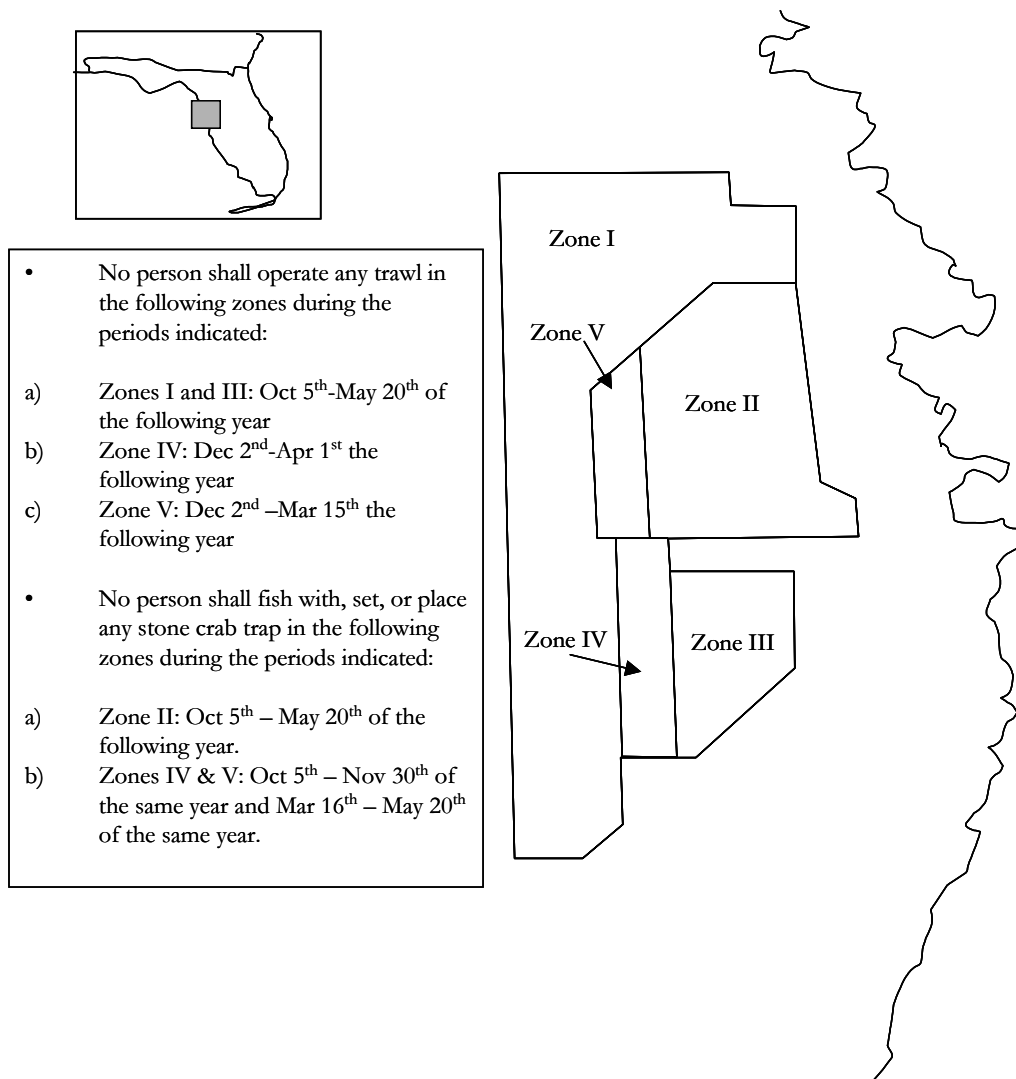 • No person shall operate any trawl in
the following zones during the
periods indicated:
a) Zones I and III: Oct 5th-May 20th of
the following year
b) Zone IV: Dec 2nd-Apr 1st the
following year
c) Zone V: Dec 2nd –Mar 15th the
following year
• No person shall fish with, set, or place
any stone crab trap in the following
zones during the periods indicated:
a) Zone II: Oct 5th – May 20th of the
following year.
b) Zones IV & V: Oct 5th – Nov 30th of
the same year and Mar 16th – May 20th
of the same year.
Zone I
Zone V
Zone II
Zone IV
Zone III